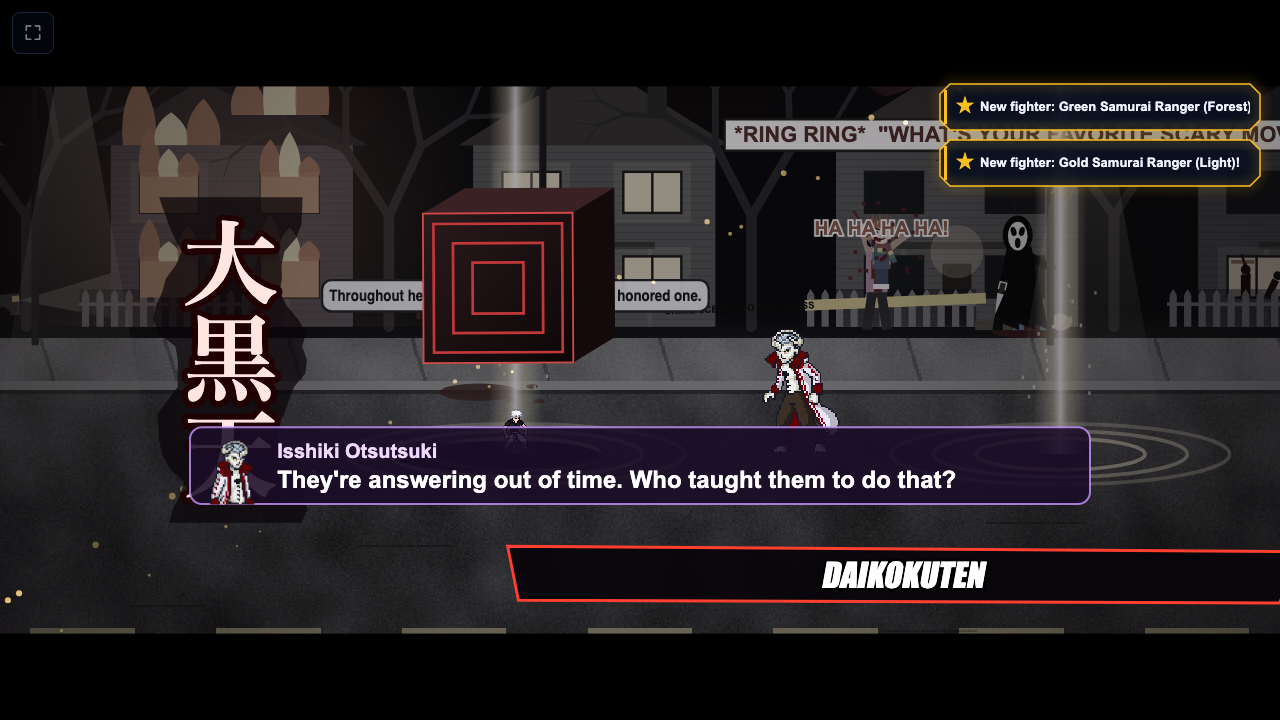 New fighter: Green Samurai Ranger (Forest)
*RING RING* "WHAT'S YOUR FAVORITE SCARY MOV
New fighter: Gold Samurai Ranger (Light)!
HA HA HA HA!
大黒天
Throughout he
honored one.
Isshiki Otsutsuki
They're answering out of time. Who taught them to do that?
DAIKOKUTEN